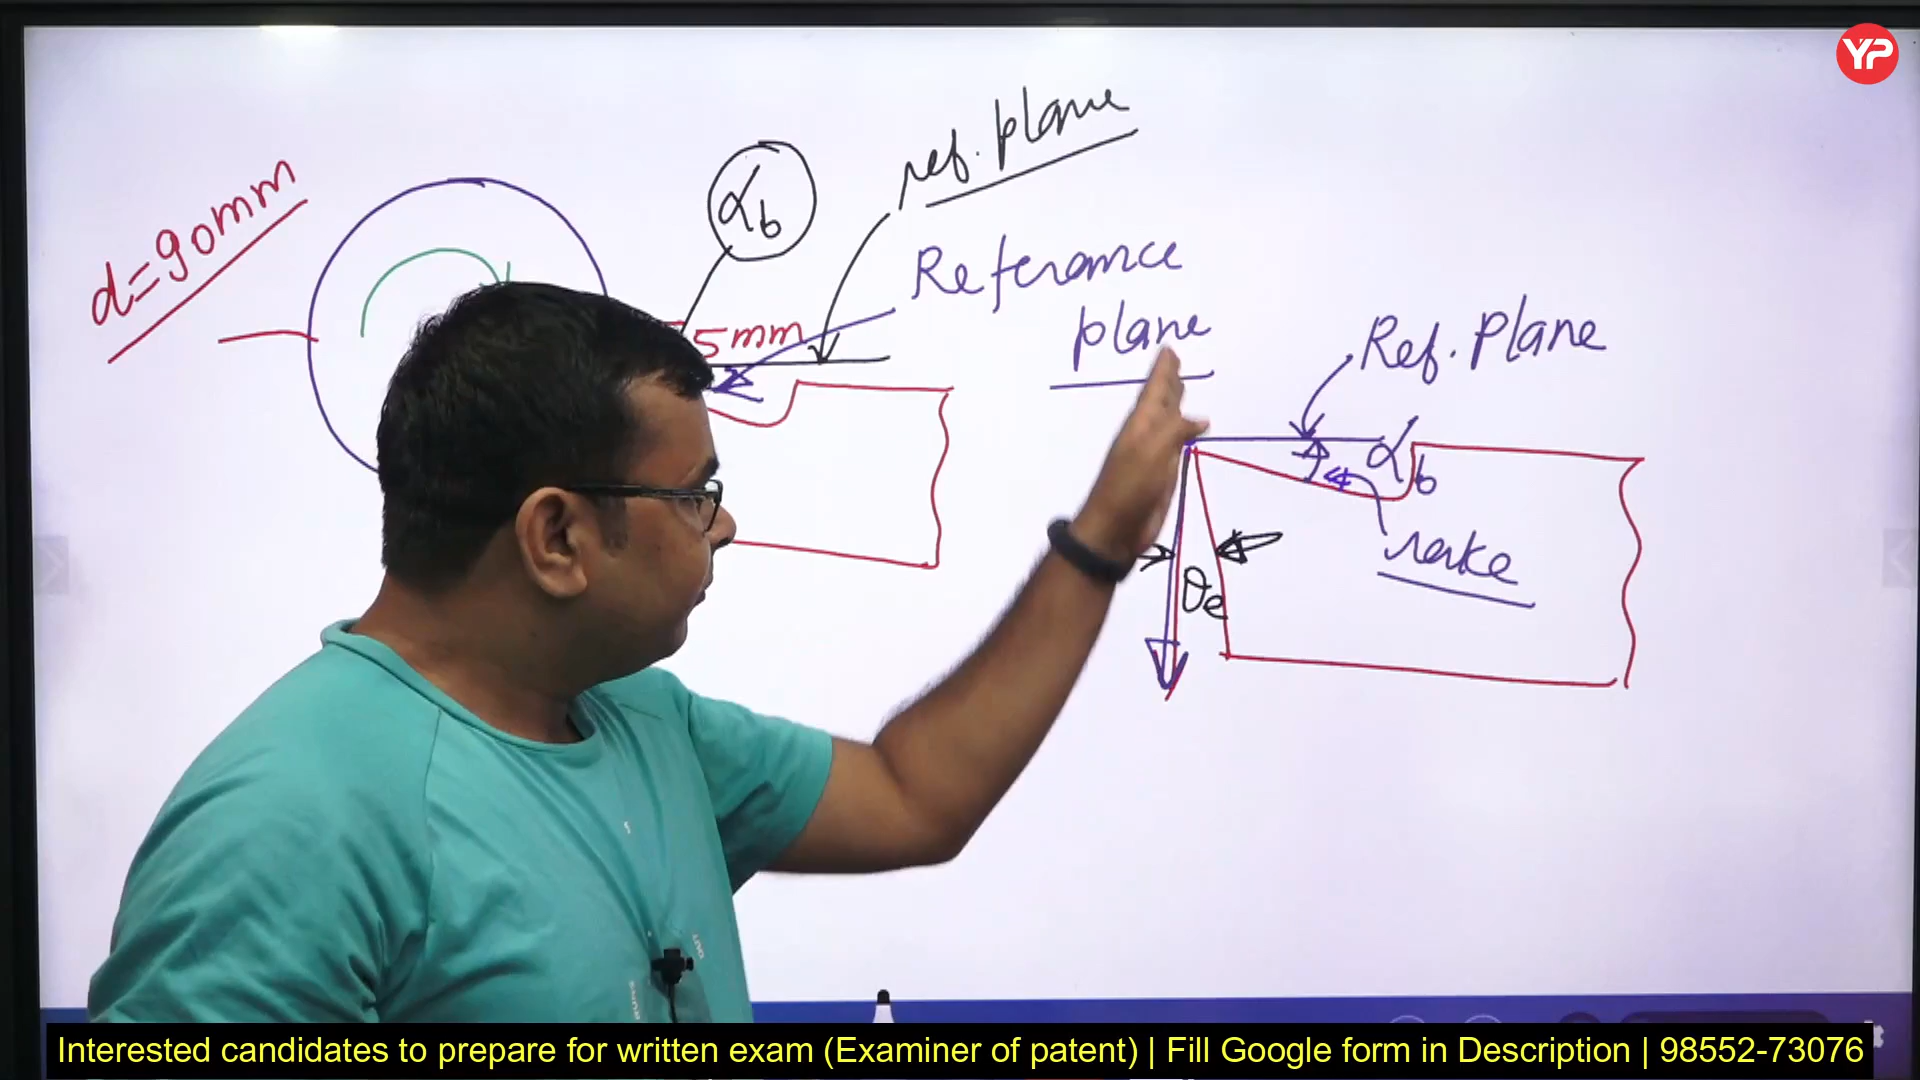 YP
ref. plane
d=90mm
αb
Referance
plane
5mm
Ref. Plane
αb
rake
θe
Interested candidates to prepare for written exam (Examiner of patent) | Fill Google form in Description | 98552-73076